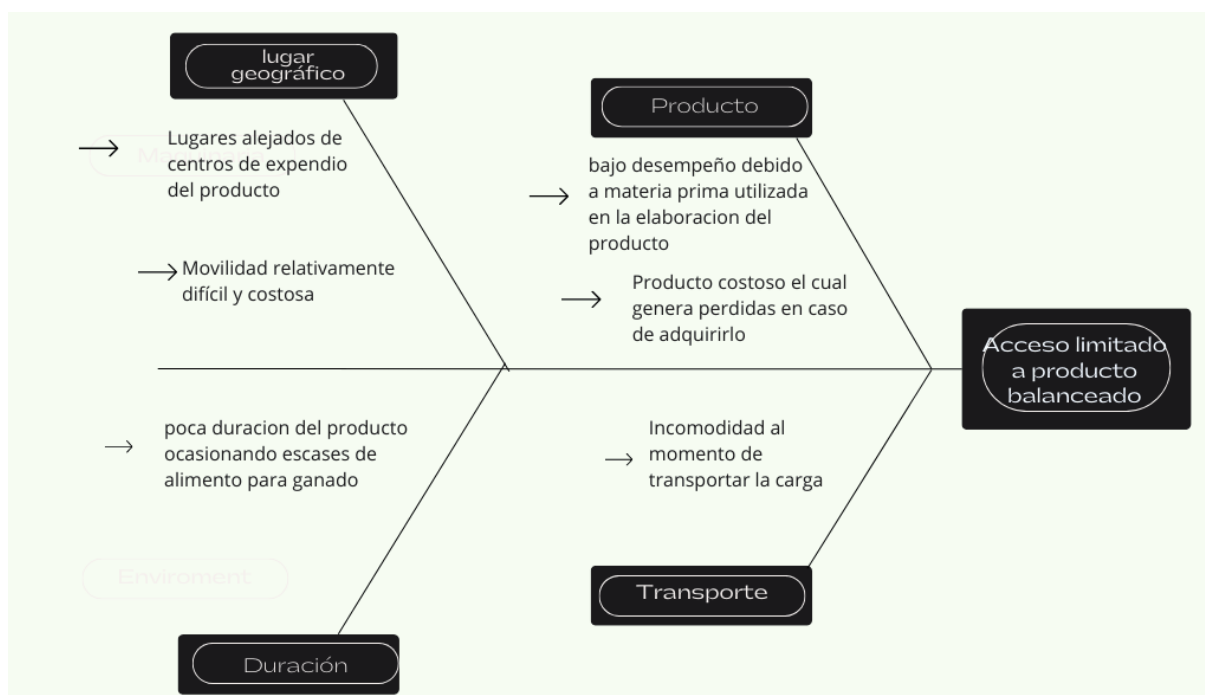 lugar
geográfico
Producto
Lugares alejados de
centros de expendio
del producto
bajo desempeño debido
a materia prima utilizada
en la elaboracion del
producto
Movilidad relativamente
difícil y costosa
Producto costoso el cual
genera perdidas en caso
de adquirirlo
Acceso limitado
a producto
balanceado
poca duracion del producto
ocasionando escases de
alimento para ganado
Incomodidad al
momento de
transportar la carga
Enviroment
Transporte
Duración